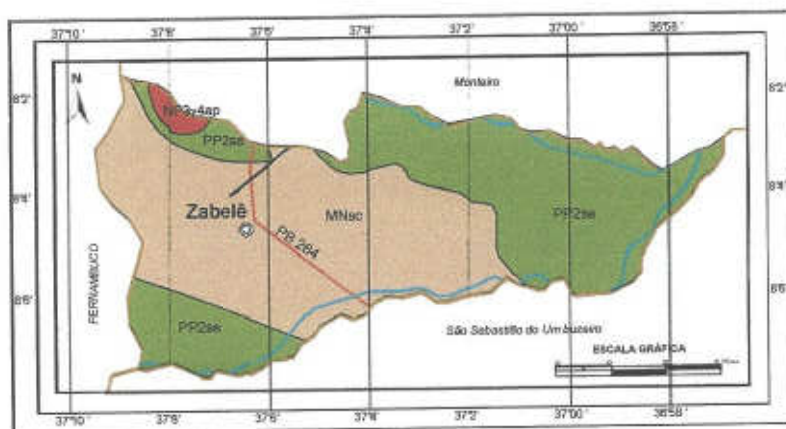 37'10' 37'8' 37'6' 37'4' 37'2' 37'00' 36'58'
8'2' 8'2'
N
Monteiro
PP2se
8'4' 8'4'
Zabelê
MNsc
PP2se
PERNAMBUCO
8'6' 8'6'
PP2se
São Sebastião do Umbuzeiro
ESCALA GRÁFICA
37'10' 37'8' 37'6' 37'4' 37'2' 37'00' 36'58'